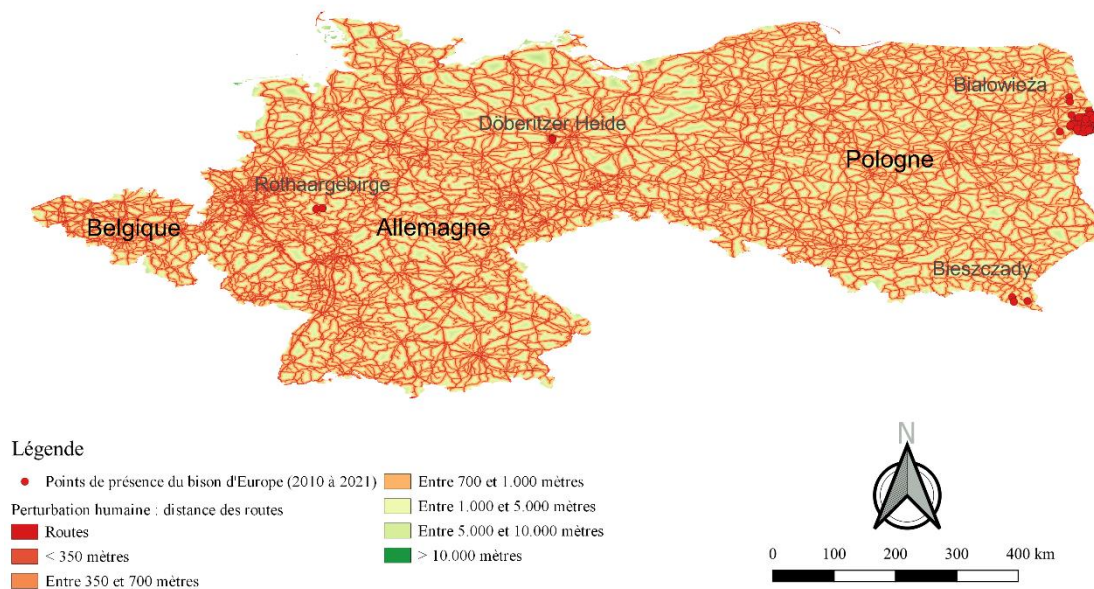 Białowieża
Döberitzer Heide
Pologne
Rothaargebirge
Belgique
Allemagne
Bieszczady
Légende
Points de présence du bison d'Europe (2010 à 2021)
Perturbation humaine : distance des routes
Routes
< 350 mètres
Entre 350 et 700 mètres
Entre 700 et 1.000 mètres
Entre 1.000 et 5.000 mètres
Entre 5.000 et 10.000 mètres
> 10.000 mètres
N
0 100 200 300 400 km